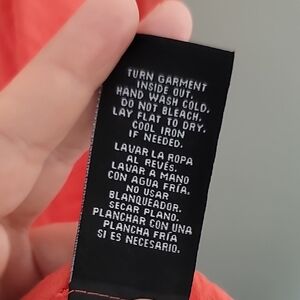 TURN GARMENT
INSIDE OUT.
HAND WASH COLD.
DO NOT BLEACH.
LAY FLAT TO DRY.
COOL IRON
IF NEEDED.
LAVAR LA ROPA
AL REVÉS.
LAVAR A MANO
CON AGUA FRÍA.
NO USAR
BLANQUEADOR.
SECAR PLANO.
PLANCHAR CON UNA
PLANCHA FRÍA
SI ES NECESARIO.